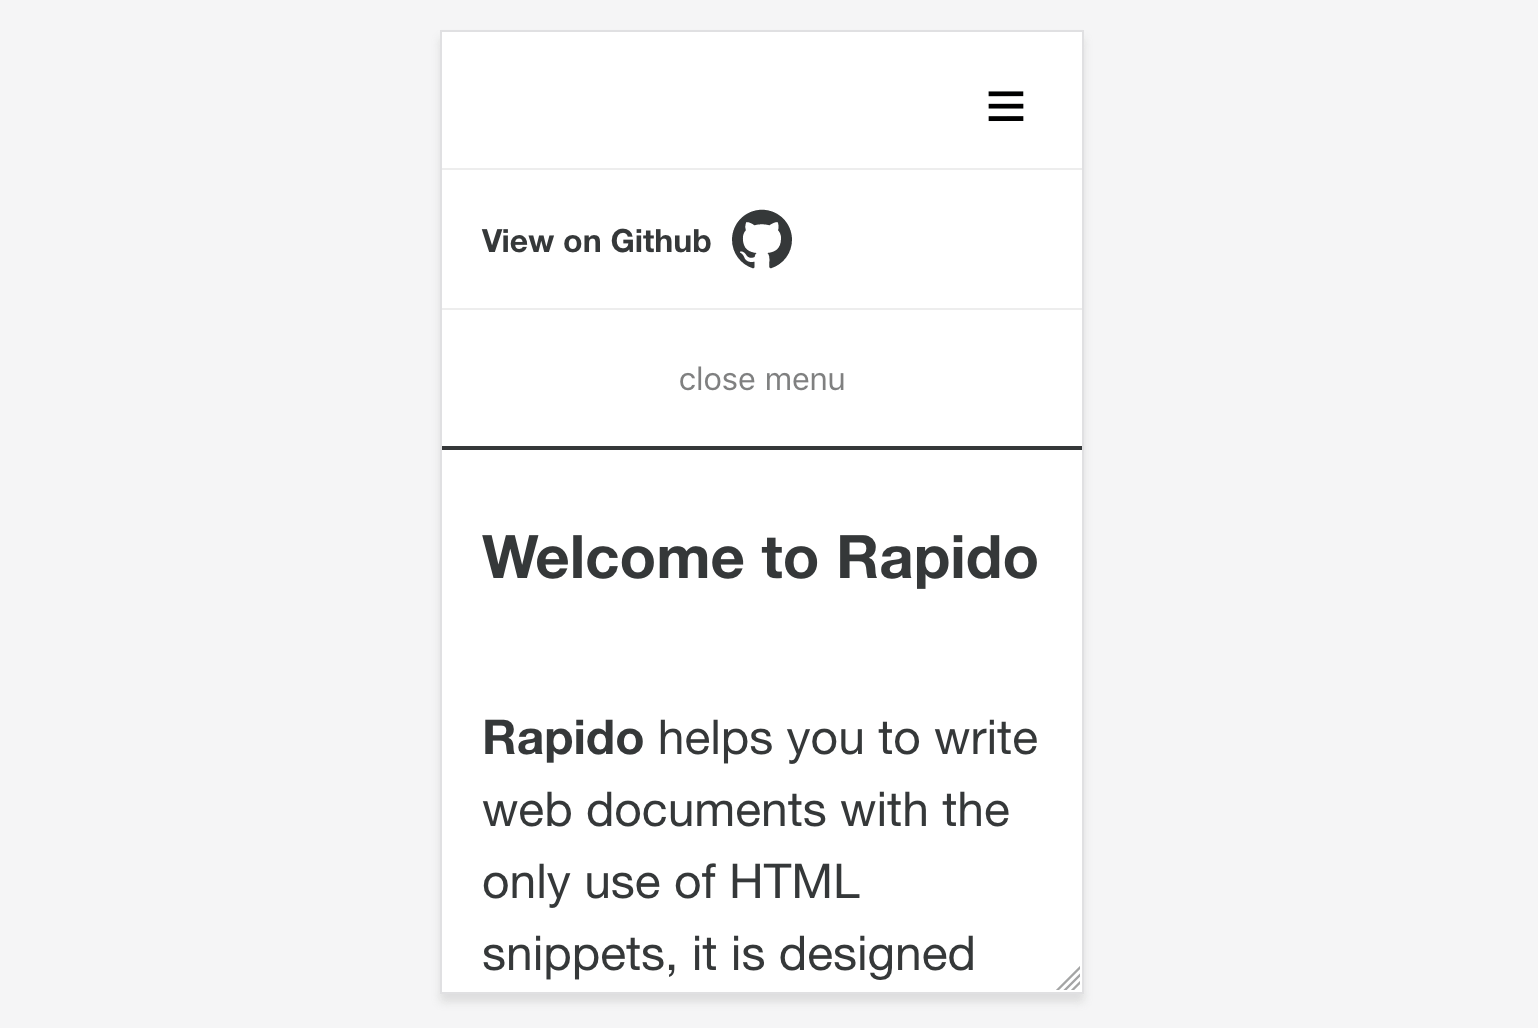 View on Github
close menu
Welcome to Rapido
Rapido helps you to write
web documents with the
only use of HTML
snippets, it is designed